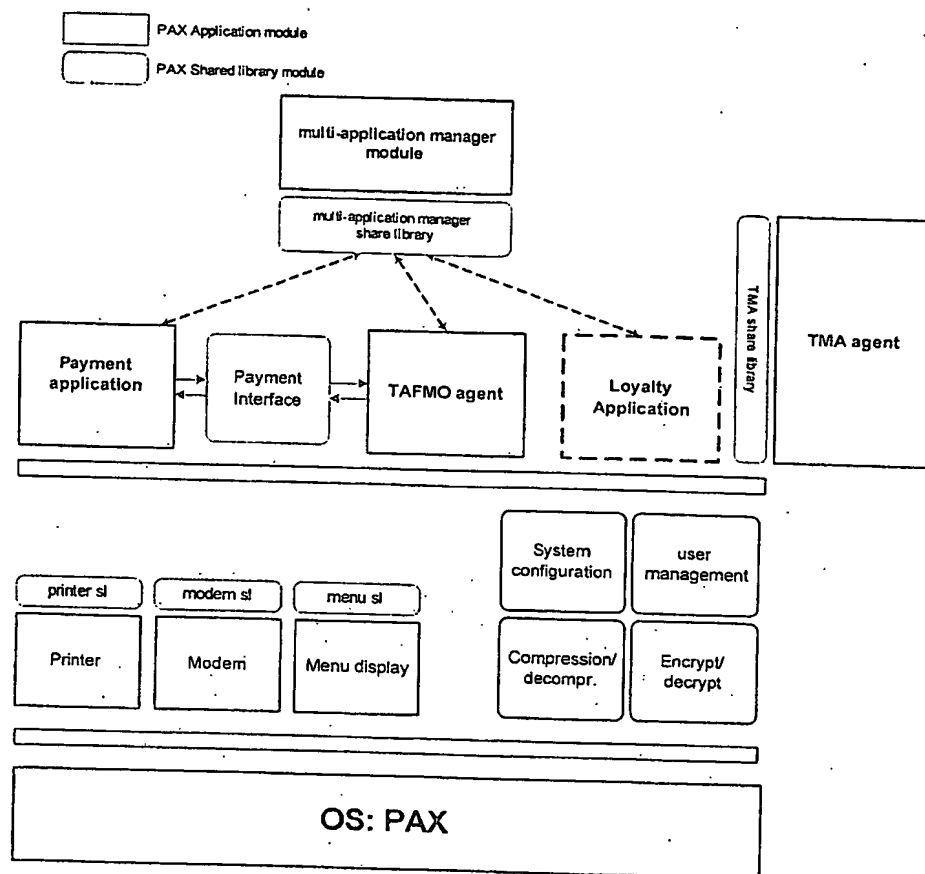 PAX Application module
PAX Shared library module
multi-application manager
module
multi-application manager
share library
TMA share library
TMA agent
Payment
application
Payment
Interface
TAFMO agent
Loyalty
Application
System
configuration
user
management
printer sl
modem sl
menu sl
Printer
Modem
Menu display
Compression/
decompr.
Encrypt/
decrypt
OS: PAX